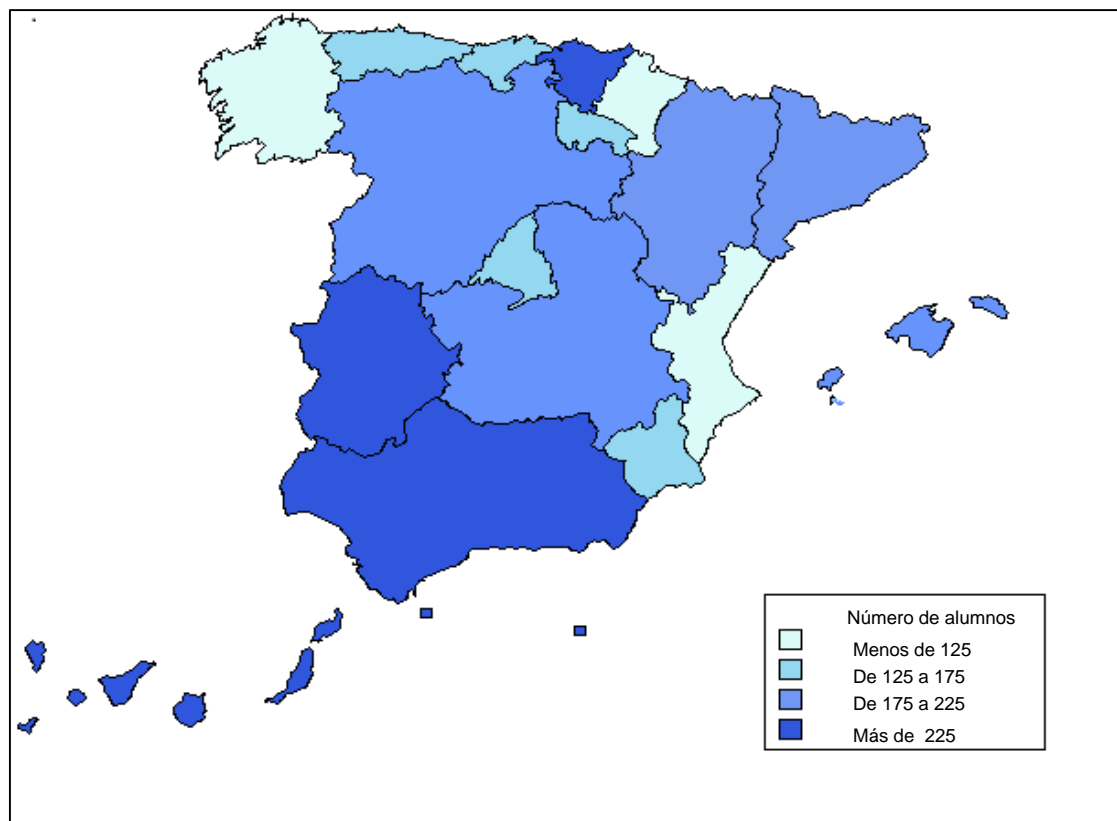 Número de alumnos
Menos de 125
De 125 a 175
De 175 a 225
Más de 225